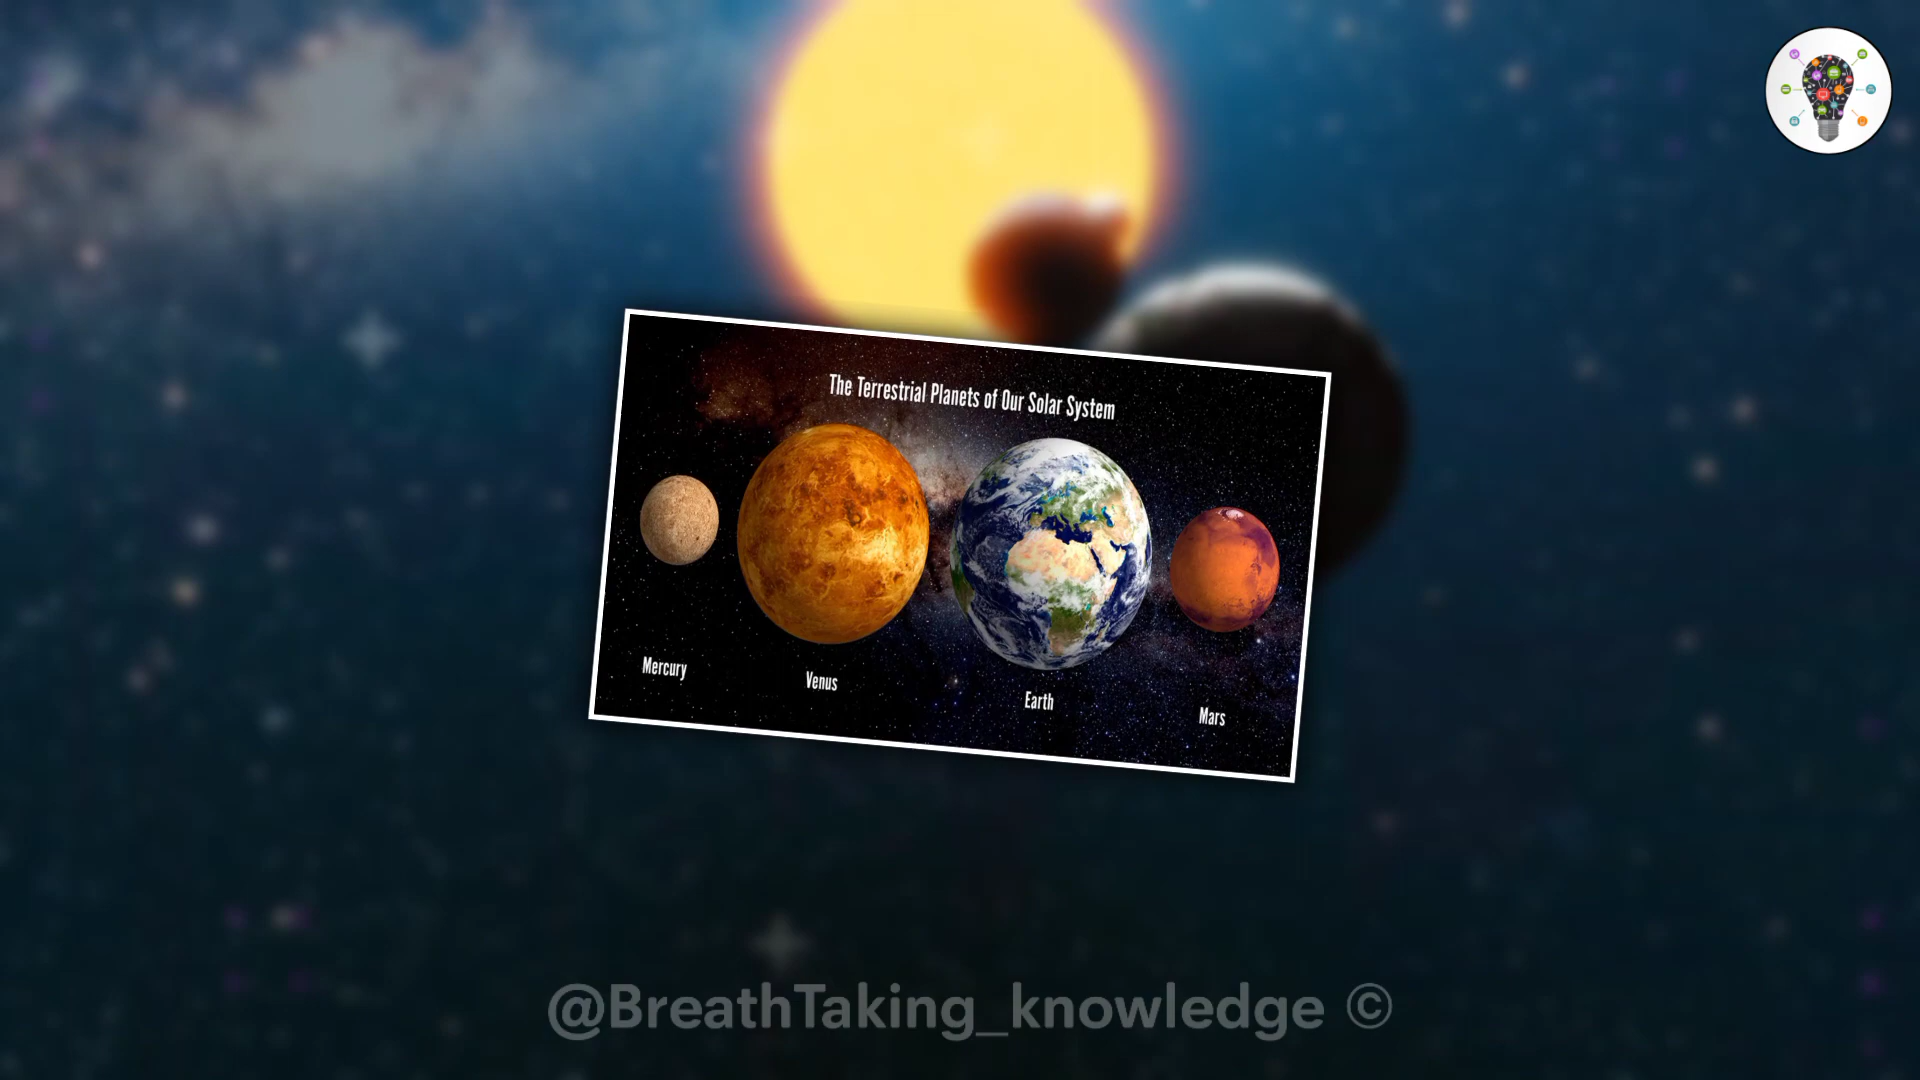 The Terrestrial Planets of Our Solar System
Mercury
Venus
Earth
Mars
@BreathTaking_knowledge ©